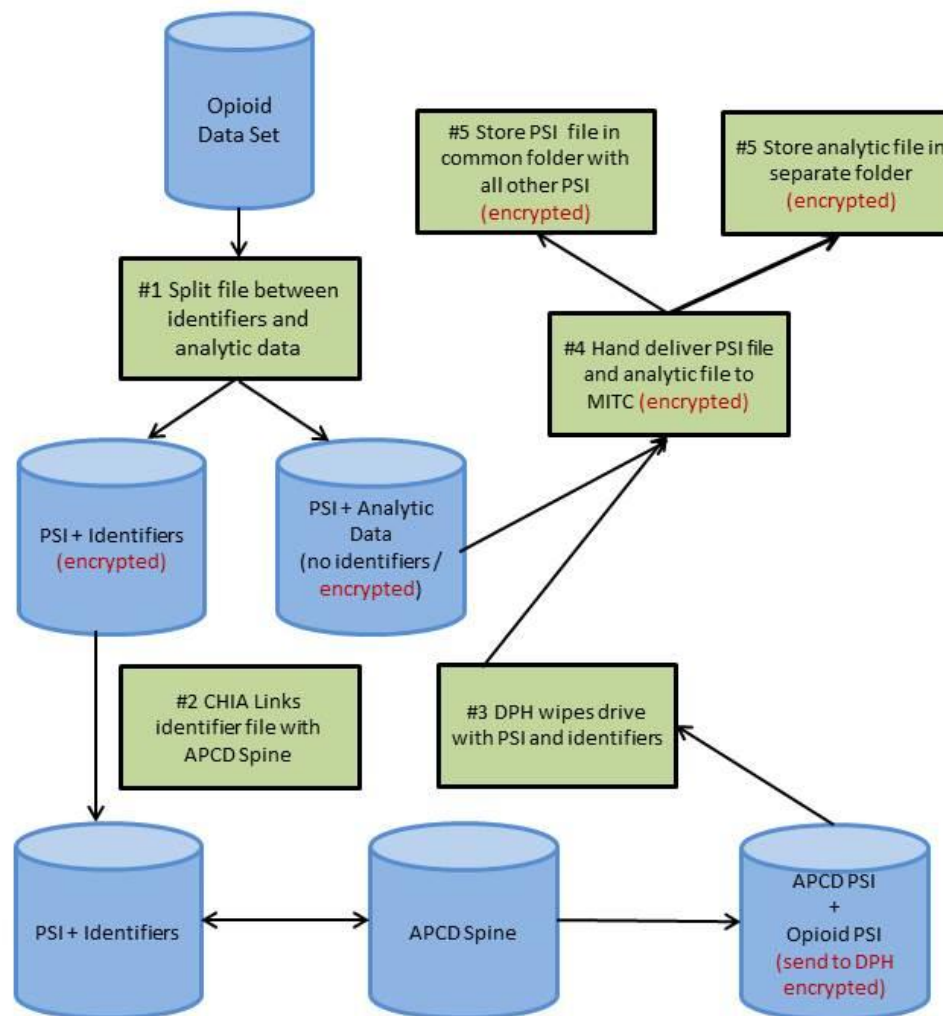 Opioid
Data Set
#5 Store PSI file in
common folder with
all other PSI
(encrypted)
#5 Store analytic file in
separate folder
(encrypted)
#1 Split file between
identifiers and
analytic data
#4 Hand deliver PSI file
and analytic file to
MITC (encrypted)
PSI + Identifiers
(encrypted)
PSI + Analytic
Data
(no identifiers /
encrypted)
#2 CHIA Links
identifier file with
APCD Spine
#3 DPH wipes drive
with PSI and identifiers
PSI + Identifiers
APCD Spine
APCD PSI
+
Opioid PSI
(send to DPH
encrypted)